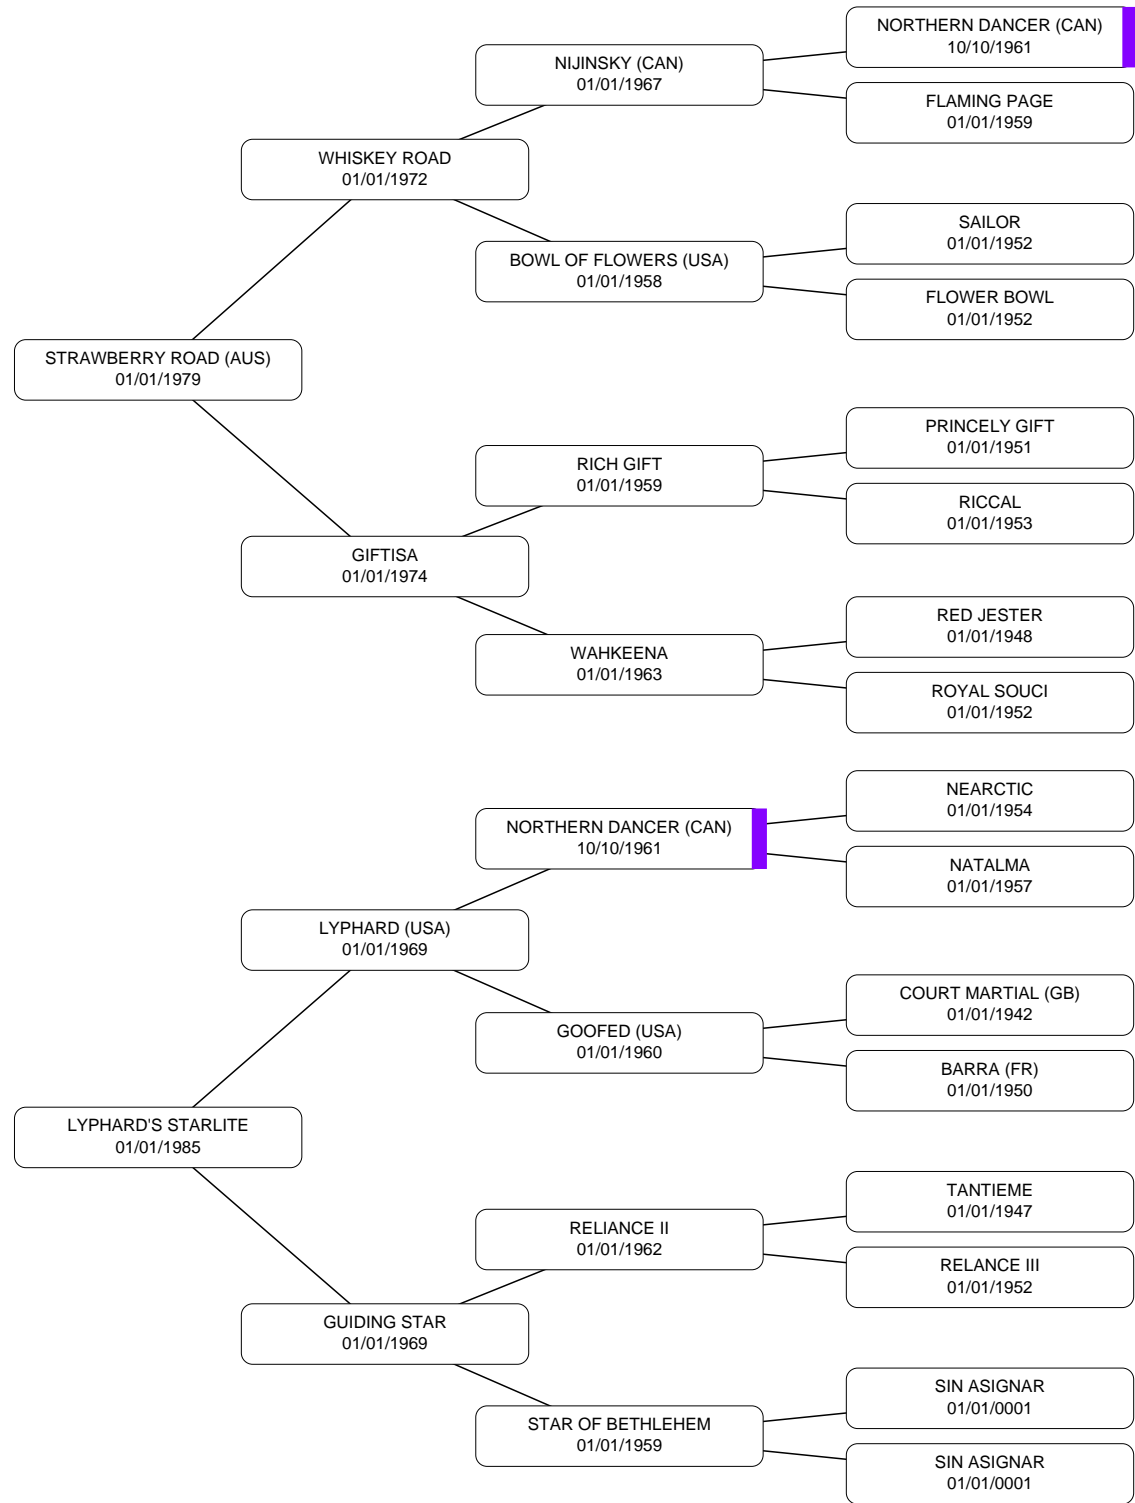 NORTHERN DANCER (CAN)
10/10/1961
NIJINSKY (CAN)
01/01/1967
FLAMING PAGE
01/01/1959
WHISKEY ROAD
01/01/1972
SAILOR
01/01/1952
BOWL OF FLOWERS (USA)
01/01/1958
FLOWER BOWL
01/01/1952
STRAWBERRY ROAD (AUS)
01/01/1979
PRINCELY GIFT
01/01/1951
RICH GIFT
01/01/1959
RICCAL
01/01/1953
GIFTISA
01/01/1974
RED JESTER
01/01/1948
WAHKEENA
01/01/1963
ROYAL SOUCI
01/01/1952
NEARCTIC
01/01/1954
NORTHERN DANCER (CAN)
10/10/1961
NATALMA
01/01/1957
LYPHARD (USA)
01/01/1969
COURT MARTIAL (GB)
01/01/1942
GOOFED (USA)
01/01/1960
BARRA (FR)
01/01/1950
LYPHARD'S STARLITE
01/01/1985
TANTIEME
01/01/1947
RELIANCE II
01/01/1962
RELANCE III
01/01/1952
GUIDING STAR
01/01/1969
SIN ASIGNAR
01/01/0001
STAR OF BETHLEHEM
01/01/1959
SIN ASIGNAR
01/01/0001